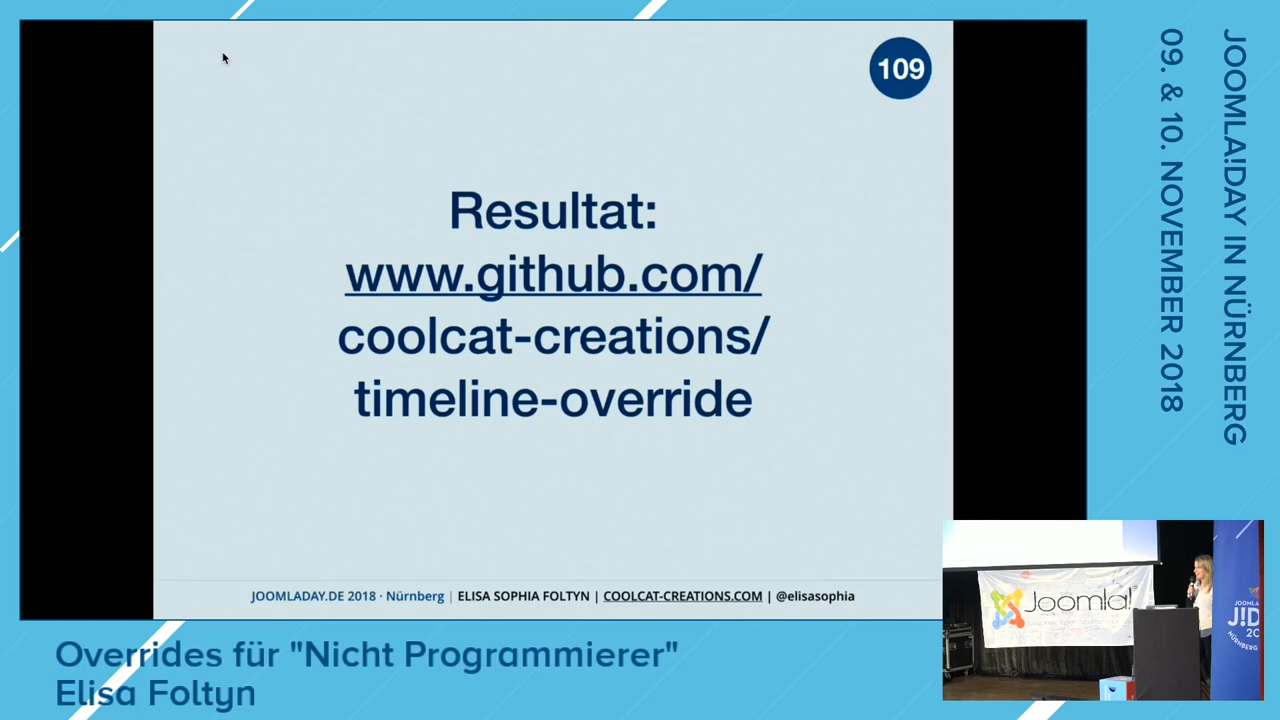 109
Resultat:
www.github.com/
coolcat-creations/
timeline-override
JOOMLADAY.DE 2018 · Nürnberg | ELISA SOPHIA FOLTYN | COOLCAT-CREATIONS.COM | @elisasophia
JOOMLA!DAY IN NÜRNBERG
09. & 10. NOVEMBER 2018
Joomla!
Overrides für "Nicht Programmierer"
Elisa Foltyn